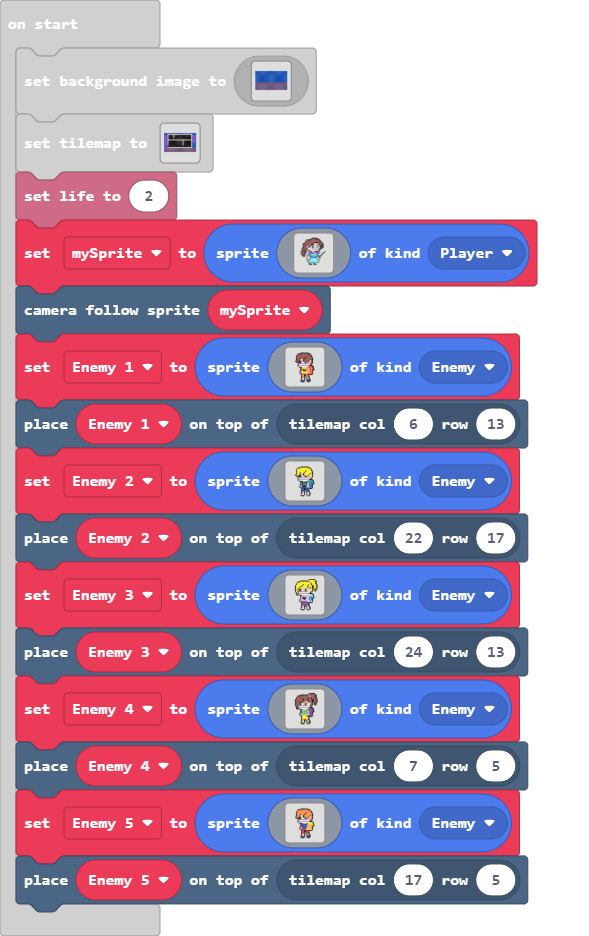 on start
set background image to
set tilemap to
set life to 2
set mySprite to sprite of kind Player
camera follow sprite mySprite
set Enemy 1 to sprite of kind Enemy
place Enemy 1 on top of tilemap col 6 row 13
set Enemy 2 to sprite of kind Enemy
place Enemy 2 on top of tilemap col 22 row 17
set Enemy 3 to sprite of kind Enemy
place Enemy 3 on top of tilemap col 24 row 13
set Enemy 4 to sprite of kind Enemy
place Enemy 4 on top of tilemap col 7 row 5
set Enemy 5 to sprite of kind Enemy
place Enemy 5 on top of tilemap col 17 row 5